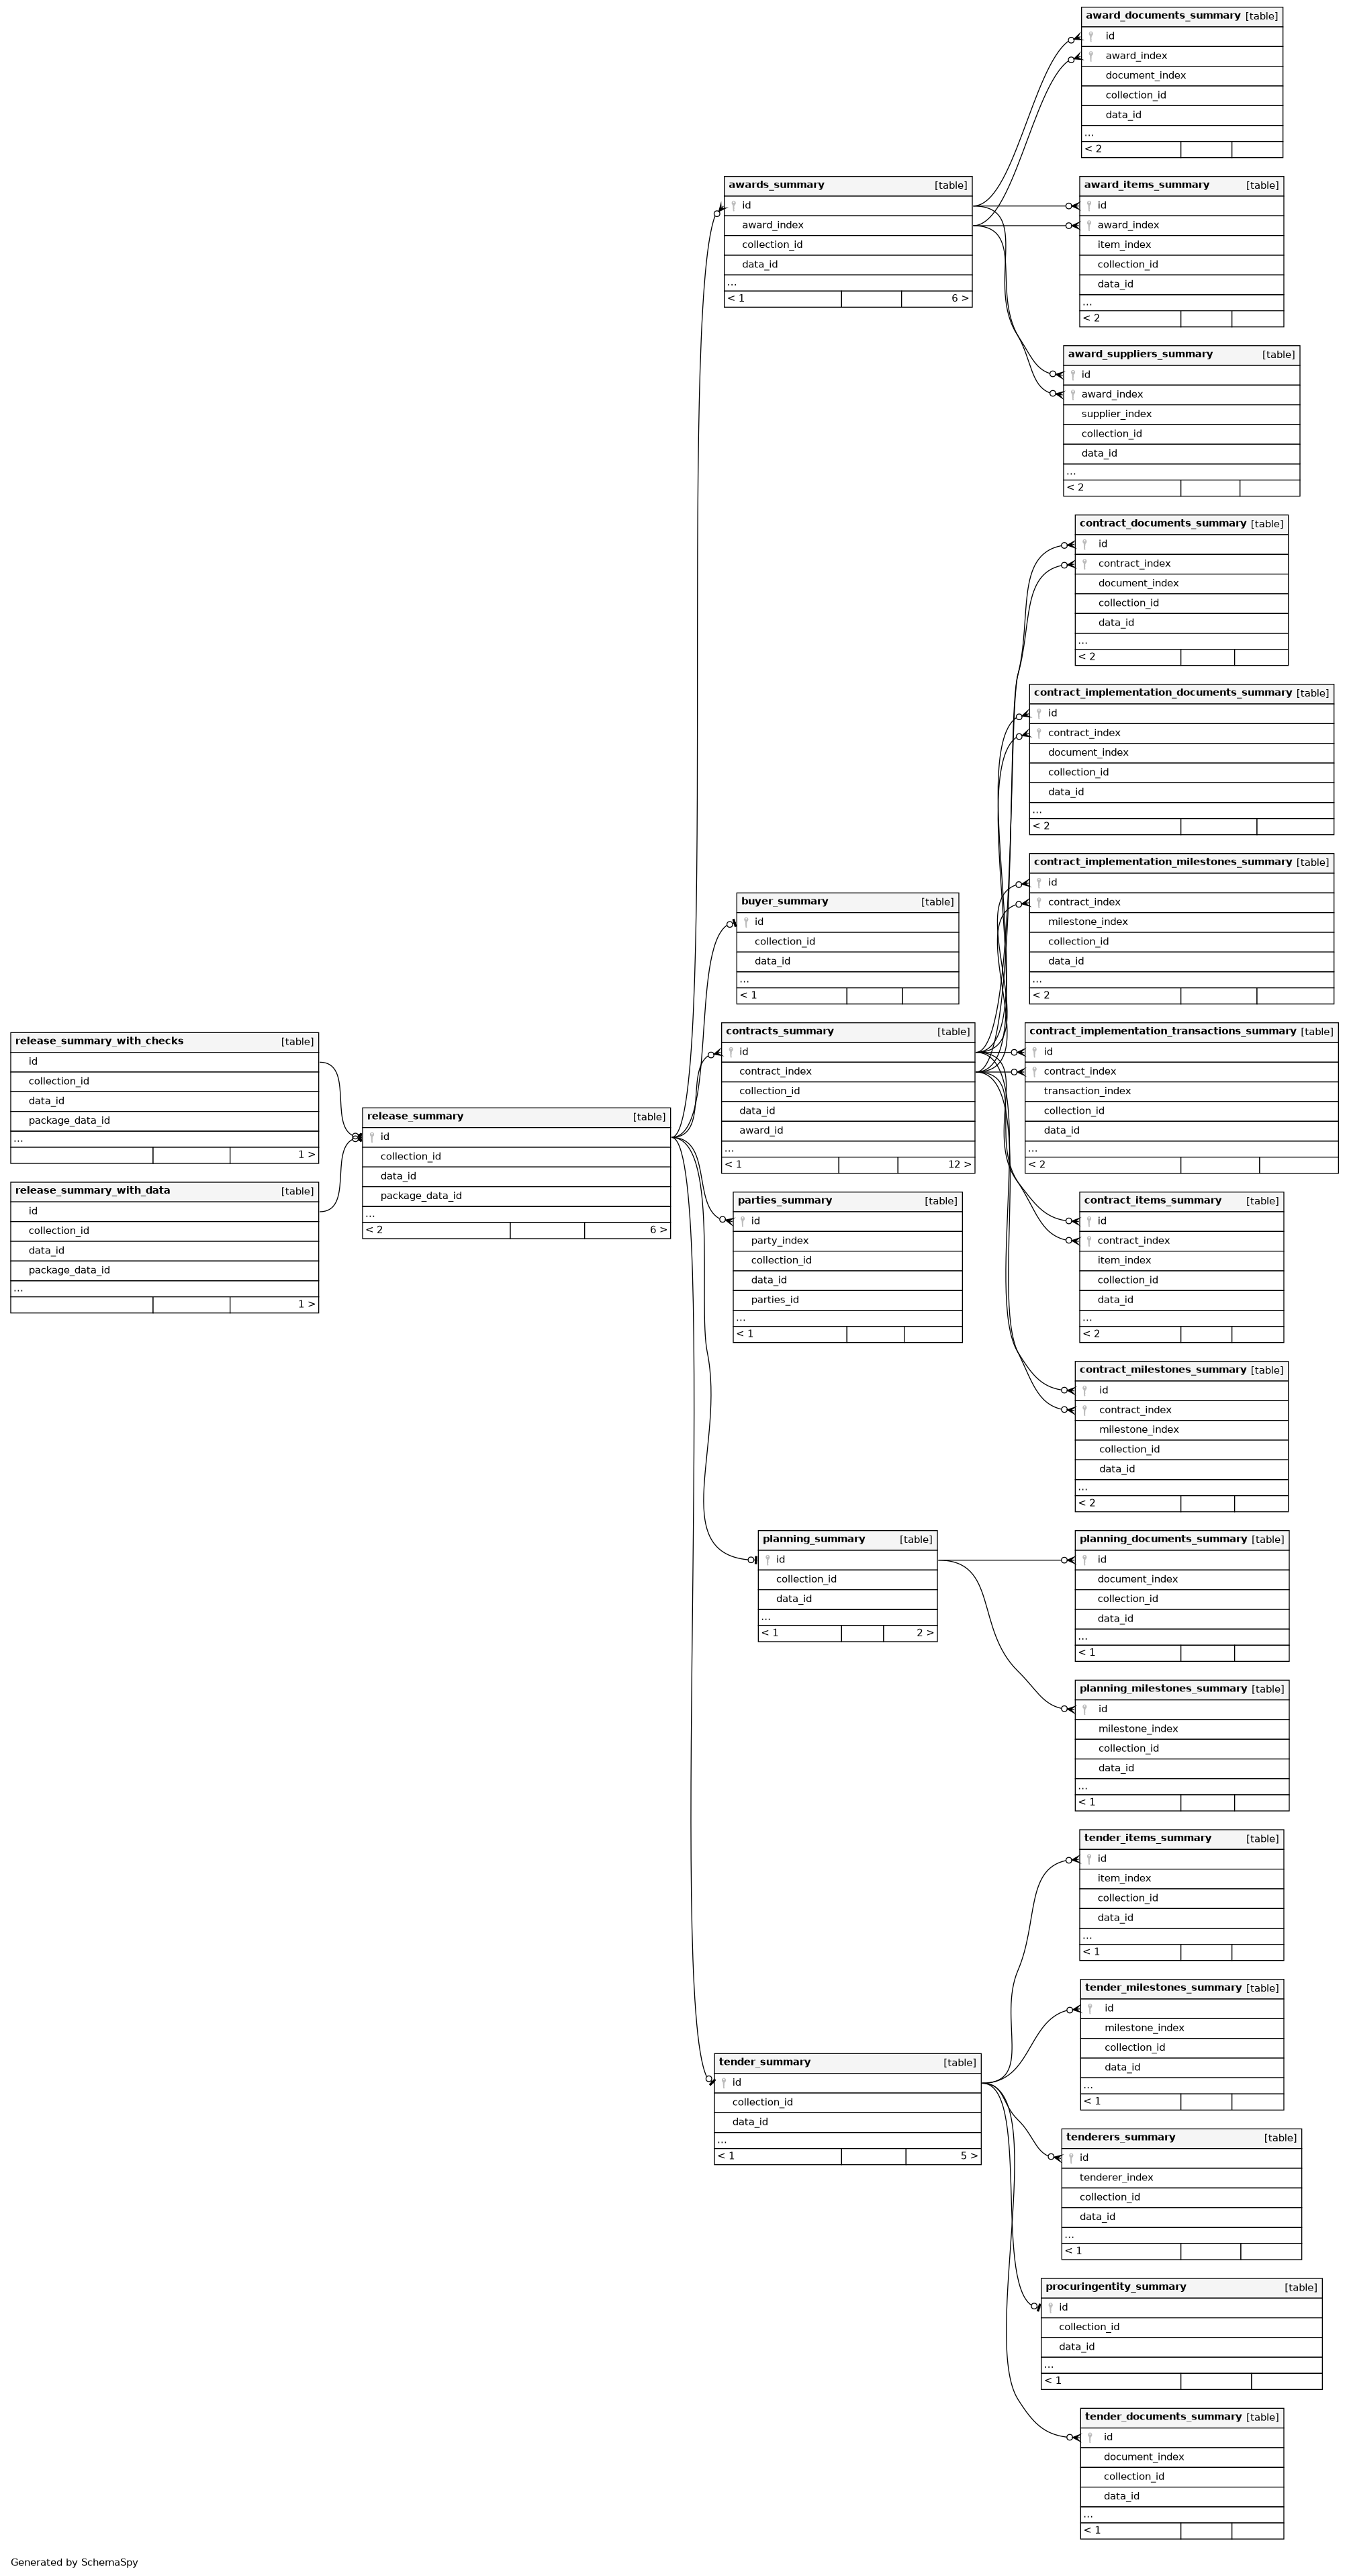 award_documents_summary [table]
id
award_index
document_index
collection_id
data_id
...
< 2
awards_summary [table]
id
award_index
collection_id
data_id
...
< 1 6 >
award_items_summary [table]
id
award_index
item_index
collection_id
data_id
...
< 2
award_suppliers_summary [table]
id
award_index
supplier_index
collection_id
data_id
...
< 2
contract_documents_summary [table]
id
contract_index
document_index
collection_id
data_id
...
< 2
contract_implementation_documents_summary [table]
id
contract_index
document_index
collection_id
data_id
...
< 2
contract_implementation_milestones_summary [table]
id
contract_index
milestone_index
collection_id
data_id
...
< 2
buyer_summary [table]
id
collection_id
data_id
...
< 1
contracts_summary [table]
id
contract_index
collection_id
data_id
award_id
...
< 1 12 >
contract_implementation_transactions_summary [table]
id
contract_index
transaction_index
collection_id
data_id
...
< 2
release_summary_with_checks [table]
id
collection_id
data_id
package_data_id
...
1 >
release_summary [table]
id
collection_id
data_id
package_data_id
...
< 2 6 >
release_summary_with_data [table]
id
collection_id
data_id
package_data_id
...
1 >
parties_summary [table]
id
party_index
collection_id
data_id
parties_id
...
< 1
contract_items_summary [table]
id
contract_index
item_index
collection_id
data_id
...
< 2
contract_milestones_summary [table]
id
contract_index
milestone_index
collection_id
data_id
...
< 2
planning_summary [table]
id
collection_id
data_id
...
< 1 2 >
planning_documents_summary [table]
id
document_index
collection_id
data_id
...
< 1
planning_milestones_summary [table]
id
milestone_index
collection_id
data_id
...
< 1
tender_items_summary [table]
id
item_index
collection_id
data_id
...
< 1
tender_milestones_summary [table]
id
milestone_index
collection_id
data_id
...
< 1
tender_summary [table]
id
collection_id
data_id
...
< 1 5 >
tenderers_summary [table]
id
tenderer_index
collection_id
data_id
...
< 1
procuringentity_summary [table]
id
collection_id
data_id
...
< 1
tender_documents_summary [table]
id
document_index
collection_id
data_id
...
< 1
Generated by SchemaSpy